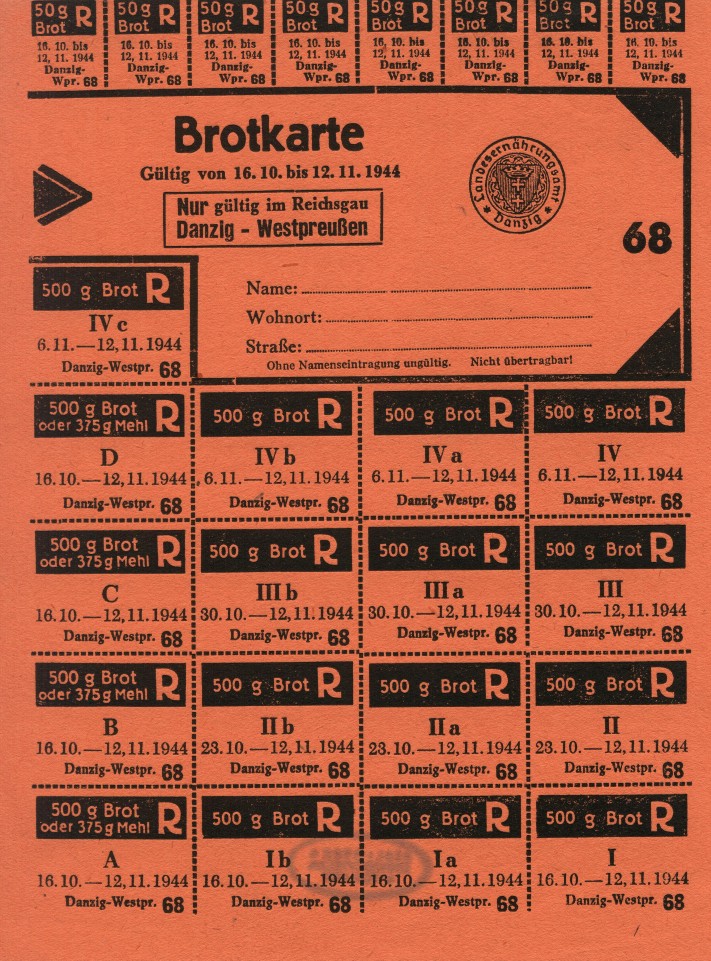 50g Brot R 50g Brot R 50g Brot R 50g Brot R 50g Brot R 50g Brot R 50g Brot R 50g Brot R
16. 10. bis 16. 10. bis 16. 10. bis 16. 10. bis 16. 10. bis 16. 10. bis 16. 10. bis 16. 10. bis
12. 11. 1944 12. 11. 1944 12. 11. 1944 12. 11. 1944 12. 11. 1944 12. 11. 1944 12. 11. 1944 12. 11. 1944
Danzig- Danzig- Danzig- Danzig- Danzig- Danzig- Danzig- Danzig-
Wpr. 68 Wpr. 68 Wpr. 68 Wpr. 68 Wpr. 68 Wpr. 68 Wpr. 68 Wpr. 68
Brotkarte
Gültig von 16. 10. bis 12. 11. 1944
Nur gültig im Reichsgau
Danzig - Westpreußen
Landesernährungsamt
* Danzig *
68
Name:
Wohnort:
Straße:
Ohne Namenseintragung ungültig. Nicht übertragbar!
500 g Brot R
IV c
6.11.—12,11.1944
Danzig-Westpr. 68
500 g Brot R 500 g Brot R 500 g Brot R 500 g Brot R
oder 375g Mehl
D IV b IV a IV
16.10.—12,11.1944 6.11.—12,11.1944 6.11.—12,11.1944 6.11.—12,11.1944
Danzig-Westpr. 68 Danzig-Westpr. 68 Danzig-Westpr. 68 Danzig-Westpr. 68
500 g Brot R 500 g Brot R 500 g Brot R 500 g Brot R
oder 375g Mehl
C III b III a III
16.10.—12,11.1944 30.10.—12,11.1944 30.10.—12,11.1944 30.10.—12,11.1944
Danzig-Westpr. 68 Danzig-Westpr. 68 Danzig-Westpr. 68 Danzig-Westpr. 68
500 g Brot R 500 g Brot R 500 g Brot R 500 g Brot R
oder 375g Mehl
B II b II a II
16.10.—12,11.1944 23.10.—12,11.1944 23.10.—12,11.1944 23.10.—12,11.1944
Danzig-Westpr. 68 Danzig-Westpr. 68 Danzig-Westpr. 68 Danzig-Westpr. 68
500 g Brot R 500 g Brot R 500 g Brot R 500 g Brot R
oder 375g Mehl
A I b I a I
16.10.—12,11.1944 16.10.—12,11.1944 16.10.—12,11.1944 16.10.—12,11.1944
Danzig-Westpr. 68 Danzig-Westpr. 68 Danzig-Westpr. 68 Danzig-Westpr. 68